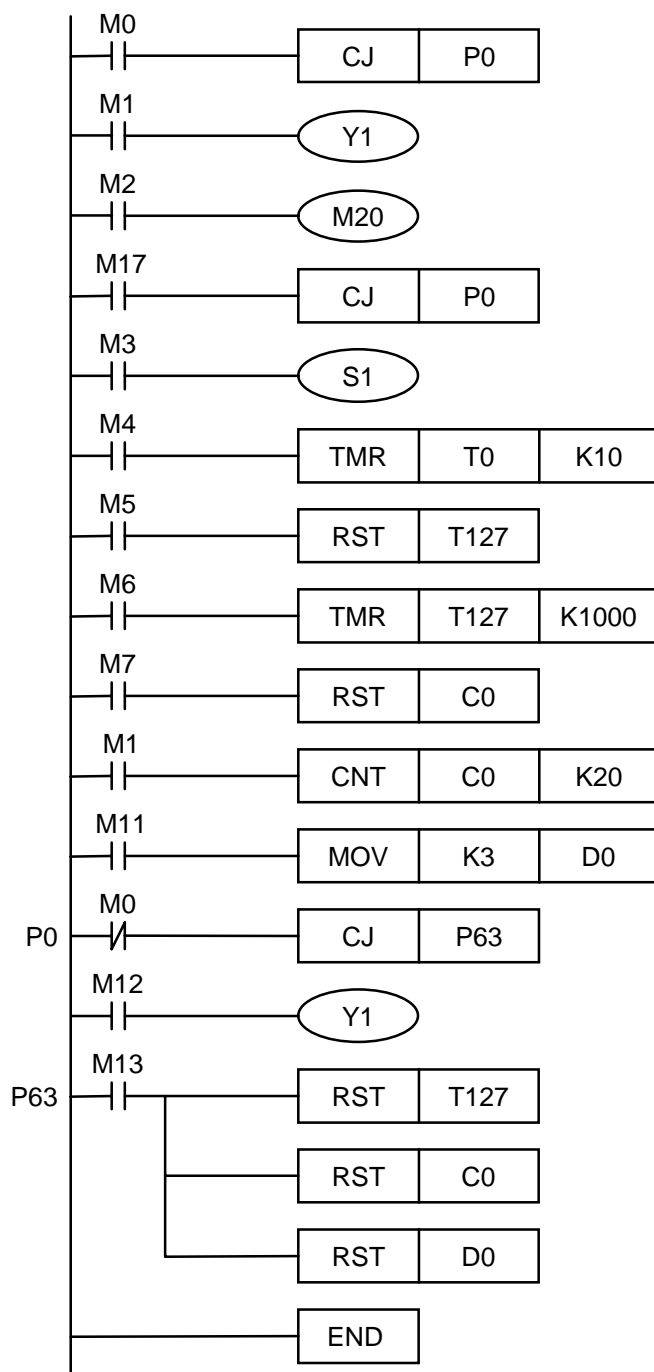 M0
CJ P0
M1
Y1
M2
M20
M17
CJ P0
M3
S1
M4
TMR T0 K10
M5
RST T127
M6
TMR T127 K1000
M7
RST C0
M1
CNT C0 K20
M11
MOV K3 D0
M0
P0 CJ P63
M12
Y1
M13
P63 RST T127
RST C0
RST D0
END